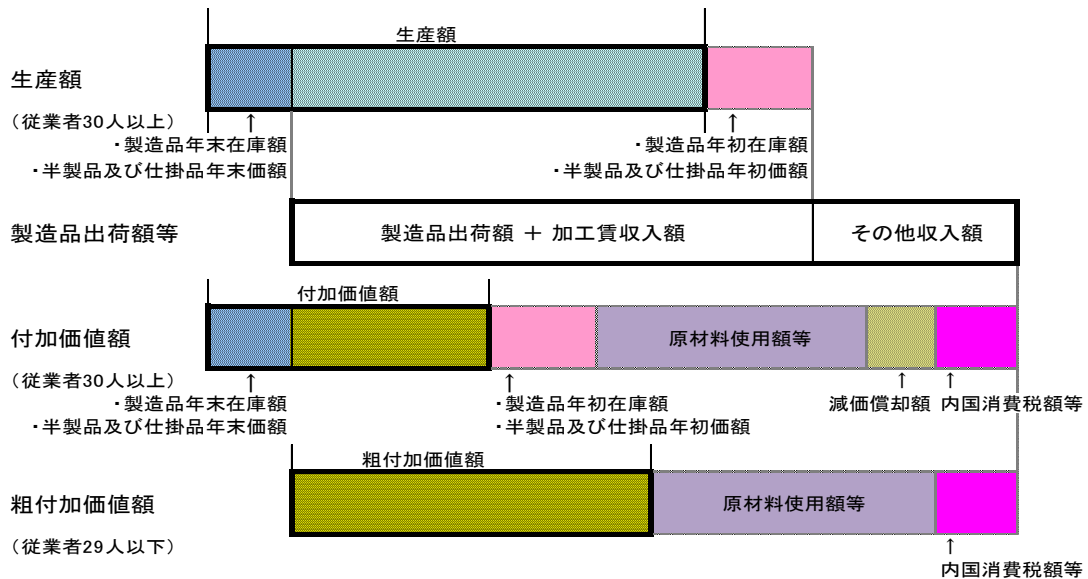 生産額
生産額
（従業者30人以上）
↑
・製造品年末在庫額
・半製品及び仕掛品年末価額
↑
・製造品年初在庫額
・半製品及び仕掛品年初価額
製造品出荷額等
製造品出荷額 ＋ 加工賃収入額
その他収入額
付加価値額
付加価値額
原材料使用額等
（従業者30人以上）
↑
・製造品年末在庫額
・半製品及び仕掛品年末価額
↑
・製造品年初在庫額
・半製品及び仕掛品年初価額
↑
減価償却額
↑
内国消費税額等
粗付加価値額
粗付加価値額
原材料使用額等
（従業者29人以下）
↑
内国消費税額等